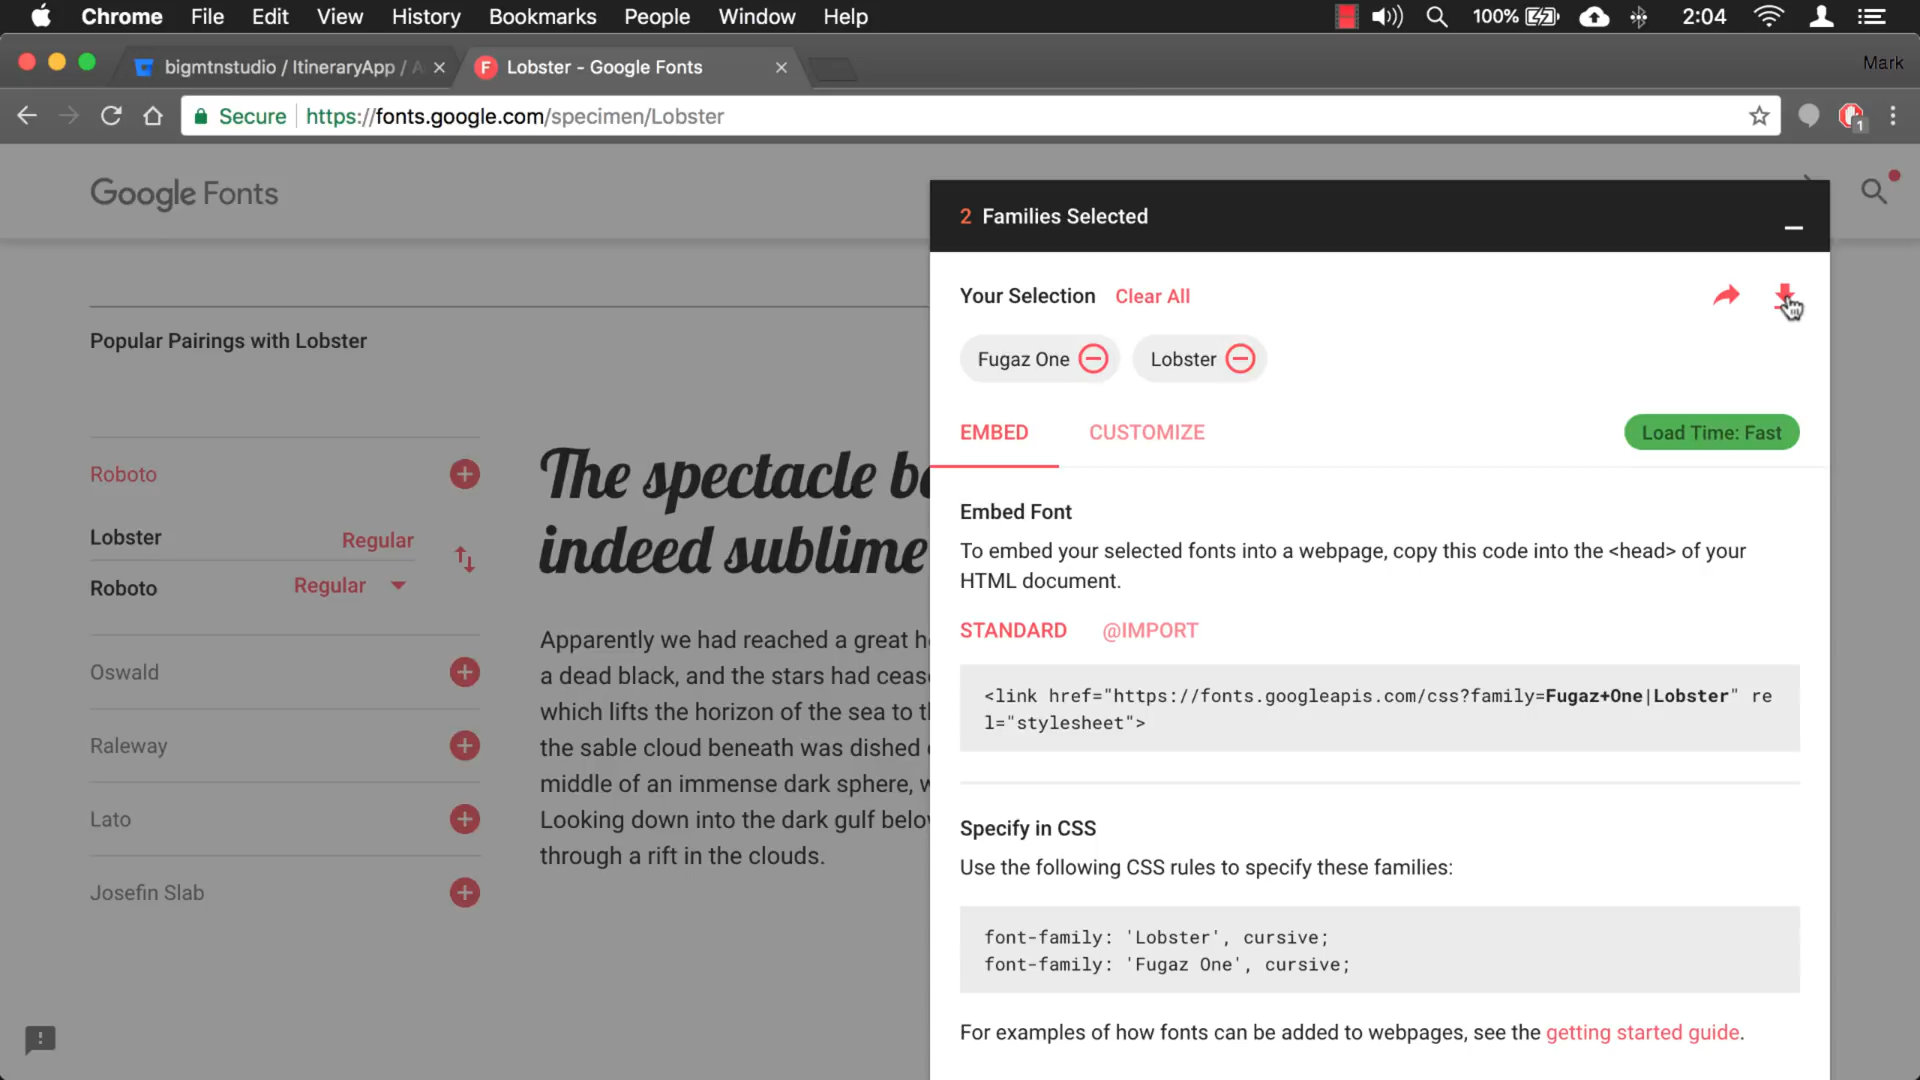 Chrome File Edit View History Bookmarks People Window Help 100% 2:04
bigmtnstudio / ItineraryApp / A
F Lobster - Google Fonts
Mark
Secure https://fonts.google.com/specimen/Lobster
1
Google Fonts
Popular Pairings with Lobster
Roboto
Lobster Regular
Roboto Regular
Oswald
Raleway
Lato
Josefin Slab
The spectacle be
indeed sublime
Apparently we had reached a great h
a dead black, and the stars had ceas
which lifts the horizon of the sea to t
the sable cloud beneath was dished
middle of an immense dark sphere, w
Looking down into the dark gulf belo
through a rift in the clouds.
2 Families Selected
Your Selection Clear All
Fugaz One Lobster
EMBED CUSTOMIZE Load Time: Fast
Embed Font
To embed your selected fonts into a webpage, copy this code into the <head> of your
HTML document.
STANDARD @IMPORT
<link href="https://fonts.googleapis.com/css?family=Fugaz+One|Lobster" re
l="stylesheet">
Specify in CSS
Use the following CSS rules to specify these families:
font-family: 'Lobster', cursive;
font-family: 'Fugaz One', cursive;
For examples of how fonts can be added to webpages, see the getting started guide.